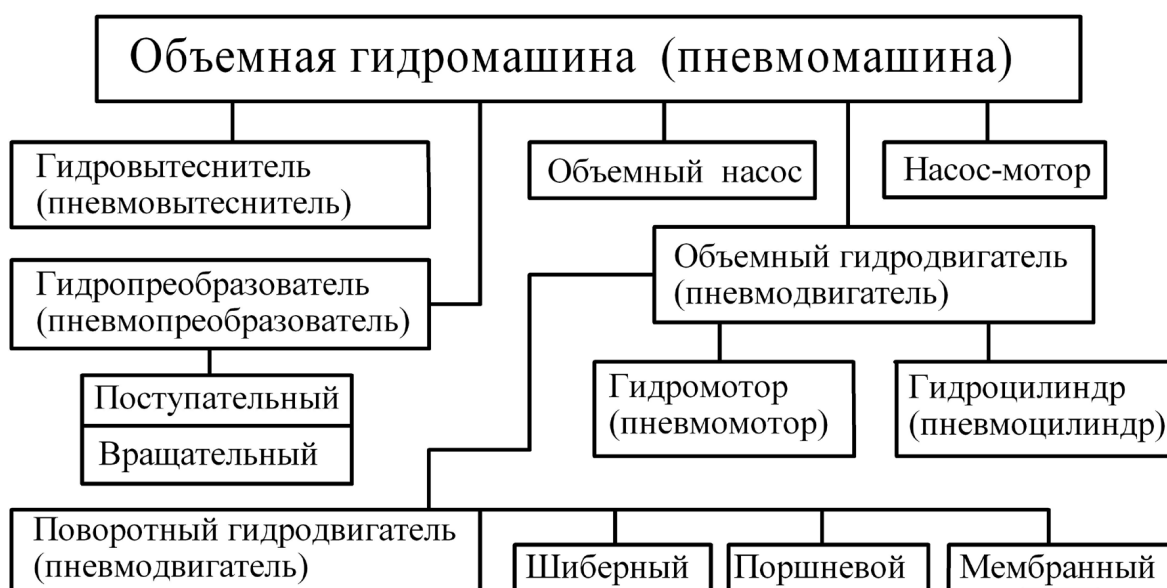 Объемная гидромашина (пневмомашина)
Гидровытеснитель
(пневмовытеснитель)
Объемный насос
Насос-мотор
Гидропреобразователь
(пневмопреобразователь)
Объемный гидродвигатель
(пневмодвигатель)
Поступательный
Вращательный
Гидромотор
(пневмомотор)
Гидроцилиндр
(пневмоцилиндр)
Поворотный гидродвигатель
(пневмодвигатель)
Шиберный
Поршневой
Мембранный